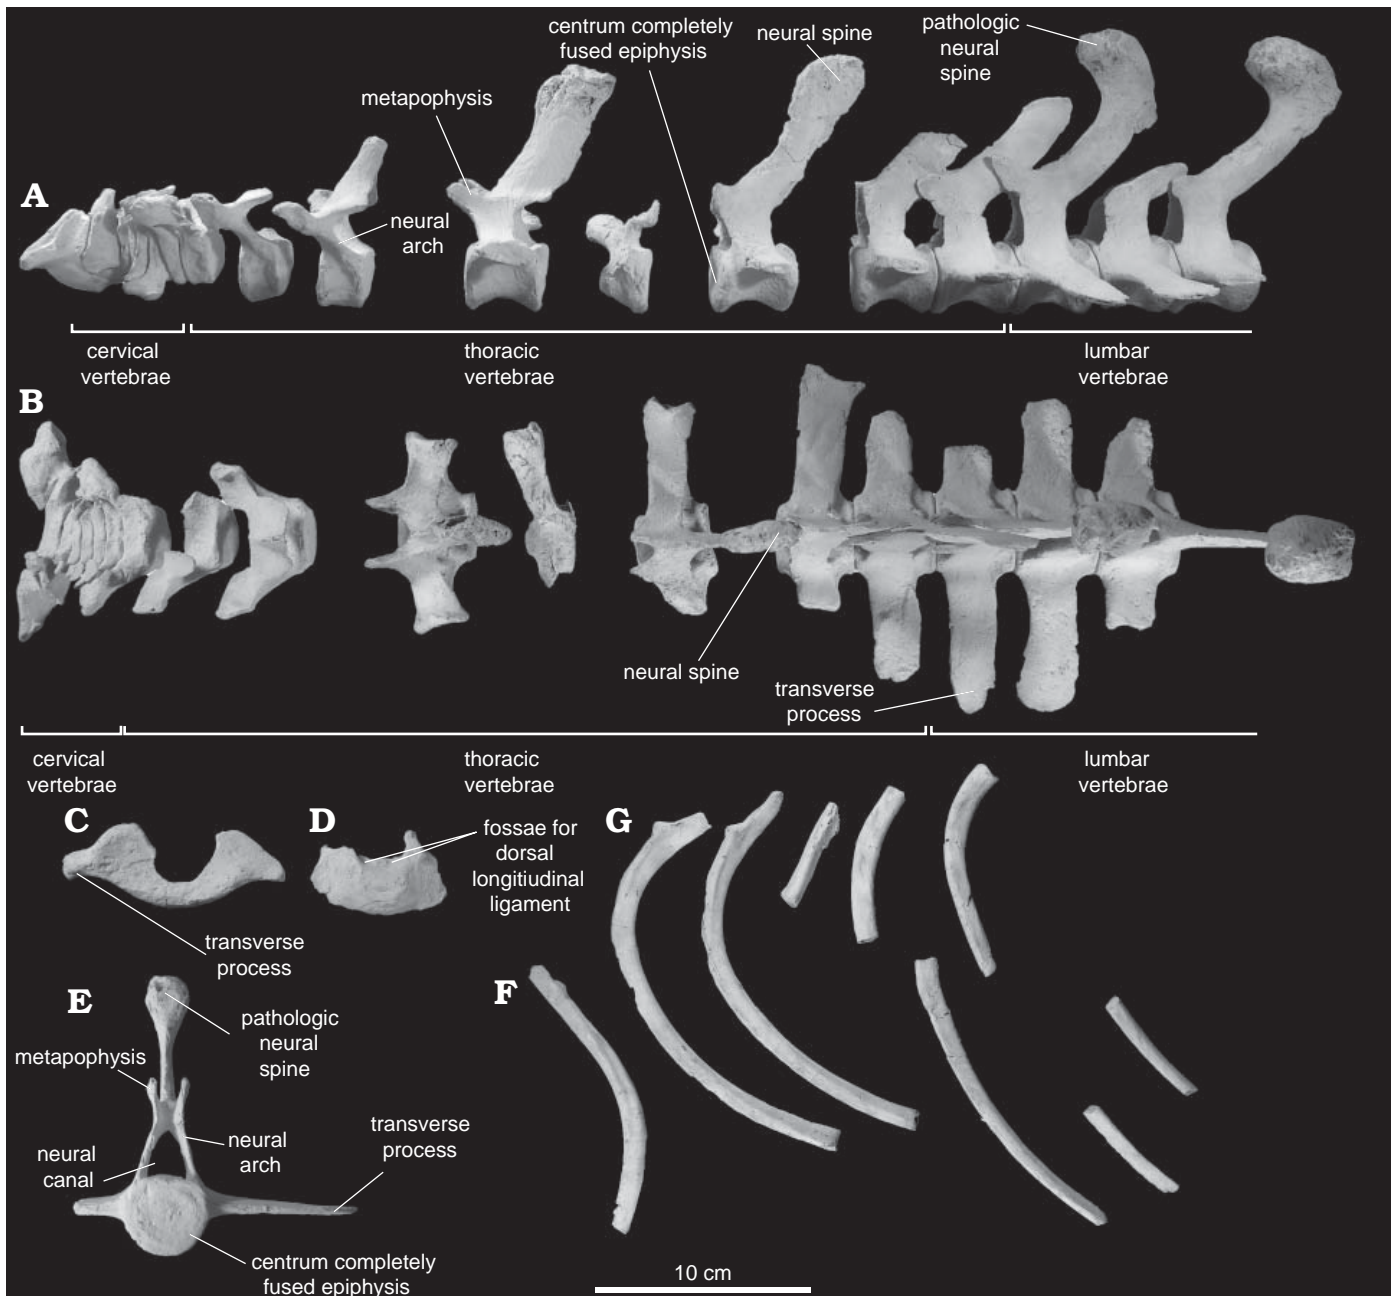 centrum completely
fused epiphysis
neural spine
pathologic
neural
spine
metapophysis
A
neural
arch
cervical
vertebrae
thoracic
vertebrae
lumbar
vertebrae
B
neural spine
transverse
process
cervical
vertebrae
thoracic
vertebrae
lumbar
vertebrae
C
transverse
process
D
fossae for
dorsal
longitiudinal
ligament
G
E
pathologic
neural
spine
metapophysis
neural
canal
neural
arch
transverse
process
centrum completely
fused epiphysis
F
10 cm